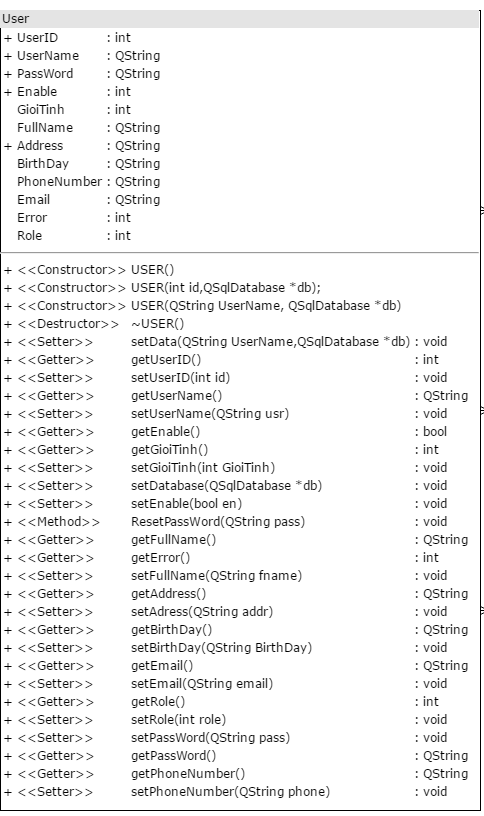 User
+ UserID : int
+ UserName : QString
+ PassWord : QString
+ Enable : int
GioiTinh : int
FullName : QString
+ Address : QString
BirthDay : QString
PhoneNumber : QString
Email : QString
Error : int
Role : int
+ <<Constructor>> USER()
+ <<Constructor>> USER(int id,QSqlDatabase *db);
+ <<Constructor>> USER(QString UserName, QSqlDatabase *db)
+ <<Destructor>> ~USER()
+ <<Setter>> setData(QString UserName,QSqlDatabase *db) : void
+ <<Getter>> getUserID() : int
+ <<Setter>> setUserID(int id) : void
+ <<Getter>> getUserName() : QString
+ <<Setter>> setUserName(QString usr) : void
+ <<Getter>> getEnable() : bool
+ <<Getter>> getGioiTinh() : int
+ <<Setter>> setGioiTinh(int GioiTinh) : void
+ <<Setter>> setDatabase(QSqlDatabase *db) : void
+ <<Setter>> setEnable(bool en) : void
+ <<Method>> ResetPassWord(QString pass) : void
+ <<Getter>> getFullName() : QString
+ <<Getter>> getError() : int
+ <<Setter>> setFullName(QString fname) : void
+ <<Getter>> getAddress() : QString
+ <<Setter>> setAdress(QString addr) : void
+ <<Getter>> getBirthDay() : QString
+ <<Setter>> setBirthDay(QString BirthDay) : void
+ <<Getter>> getEmail() : QString
+ <<Setter>> setEmail(QString email) : void
+ <<Getter>> getRole() : int
+ <<Setter>> setRole(int role) : void
+ <<Setter>> setPassWord(QString pass) : void
+ <<Getter>> getPassWord() : QString
+ <<Getter>> getPhoneNumber() : QString
+ <<Setter>> setPhoneNumber(QString phone) : void